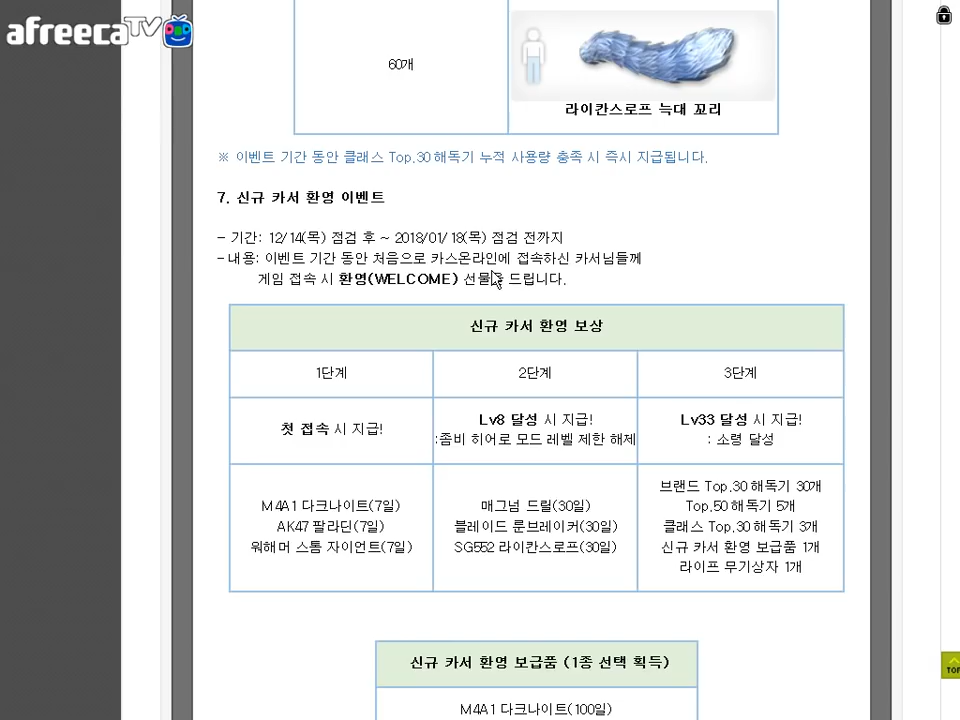 afreecaTV
60개
라이칸스로프 늑대 꼬리
※ 이벤트 기간 동안 클래스 Top.30 해독기 누적 사용량 충족 시 즉시 지급됩니다.
7. 신규 카서 환영 이벤트
- 기간: 12/14(목) 점검 후 ~ 2018/01/18(목) 점검 전까지
- 내용: 이벤트 기간 동안 처음으로 카스온라인에 접속하신 카서님들께
게임 접속 시 환영(WELCOME) 선물을 드립니다.
신규 카서 환영 보상
1단계 2단계 3단계
첫 접속 시 지급!
Lv8 달성 시 지급!
:좀비 히어로 모드 레벨 제한 해제
Lv33 달성 시 지급!
: 소령 달성
M4A1 다크나이트(7일)
AK47 팔라딘(7일)
워해머 스톰 자이언트(7일)
매그넘 드릴(30일)
블레이드 룬브레이커(30일)
SG552 라이칸스로프(30일)
브랜드 Top.30 해독기 30개
Top.50 해독기 5개
클래스 Top.30 해독기 3개
신규 카서 환영 보급품 1개
라이프 무기상자 1개
신규 카서 환영 보급품 (1종 선택 획득)
M4A1 다크나이트(100일)
TOP